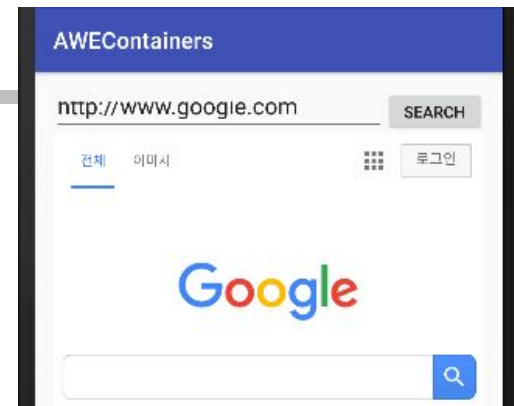 AWEContainers
http://www.google.com SEARCH
전체 이미지 로그인
Google